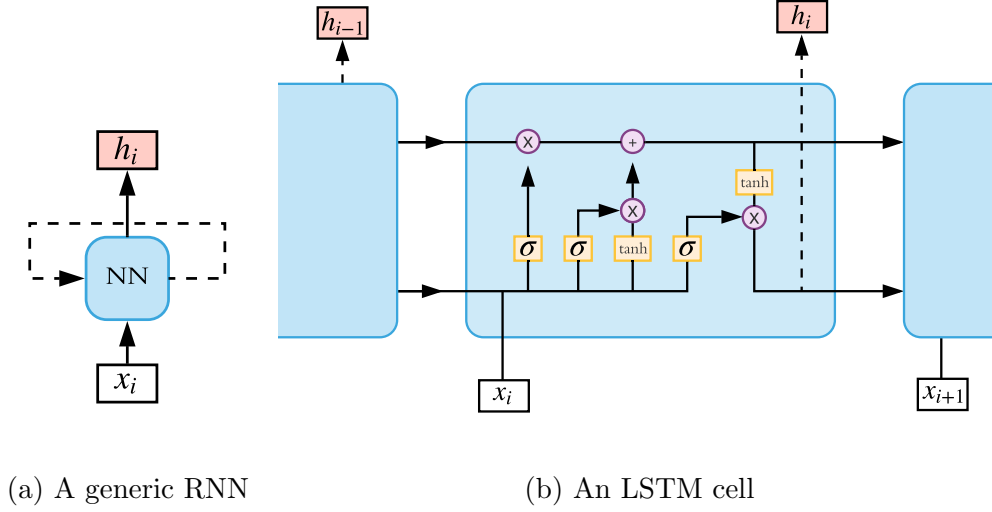 h_{i-1}
h_i
x
+
tanh
x
x
σ
σ
tanh
σ
x_i
x_{i+1}
h_i
NN
x_i
(a) A generic RNN
(b) An LSTM cell